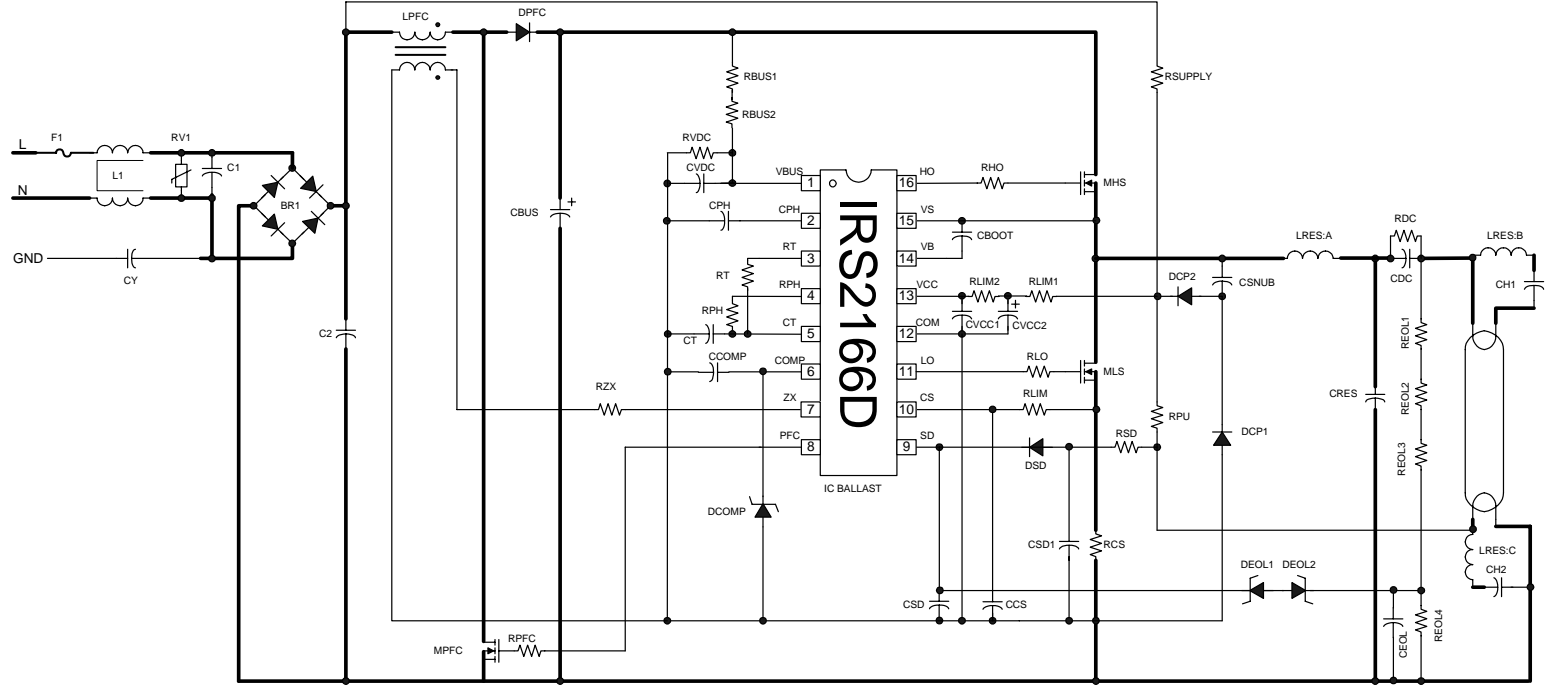 LPFC
DPFC
RBUS1
RSUPPLY
RBUS2
F1
RV1
RVDC
L
L1
C1
CVDC
VBUS
1
16
HO
RHO
MHS
N
BR1
CBUS
+
CPH
CPH
2
15
VS
CBOOT
RDC
LRES:A
LRES:B
GND
CY
RT
RT
3
14
VB
CDC
CSNUB
DCP2
CH1
RPH
RPH
4
13
VCC
RLIM2
RLIM1
+
CVCC1
CVCC2
C2
CT
CT
5
12
COM
REOL1
CCOMP
COMP
6
11
LO
RLO
MLS
IRS2166D
RZX
ZX
7
10
CS
RLIM
CRES
REOL2
RPU
DCP1
PFC
8
9
SD
DSD
RSD
REOL3
IC BALLAST
DCOMP
CSD1
RCS
LRES:C
CH2
DEOL1
DEOL2
CSD
CCS
CEOL
REOL4
MPFC
RPFC